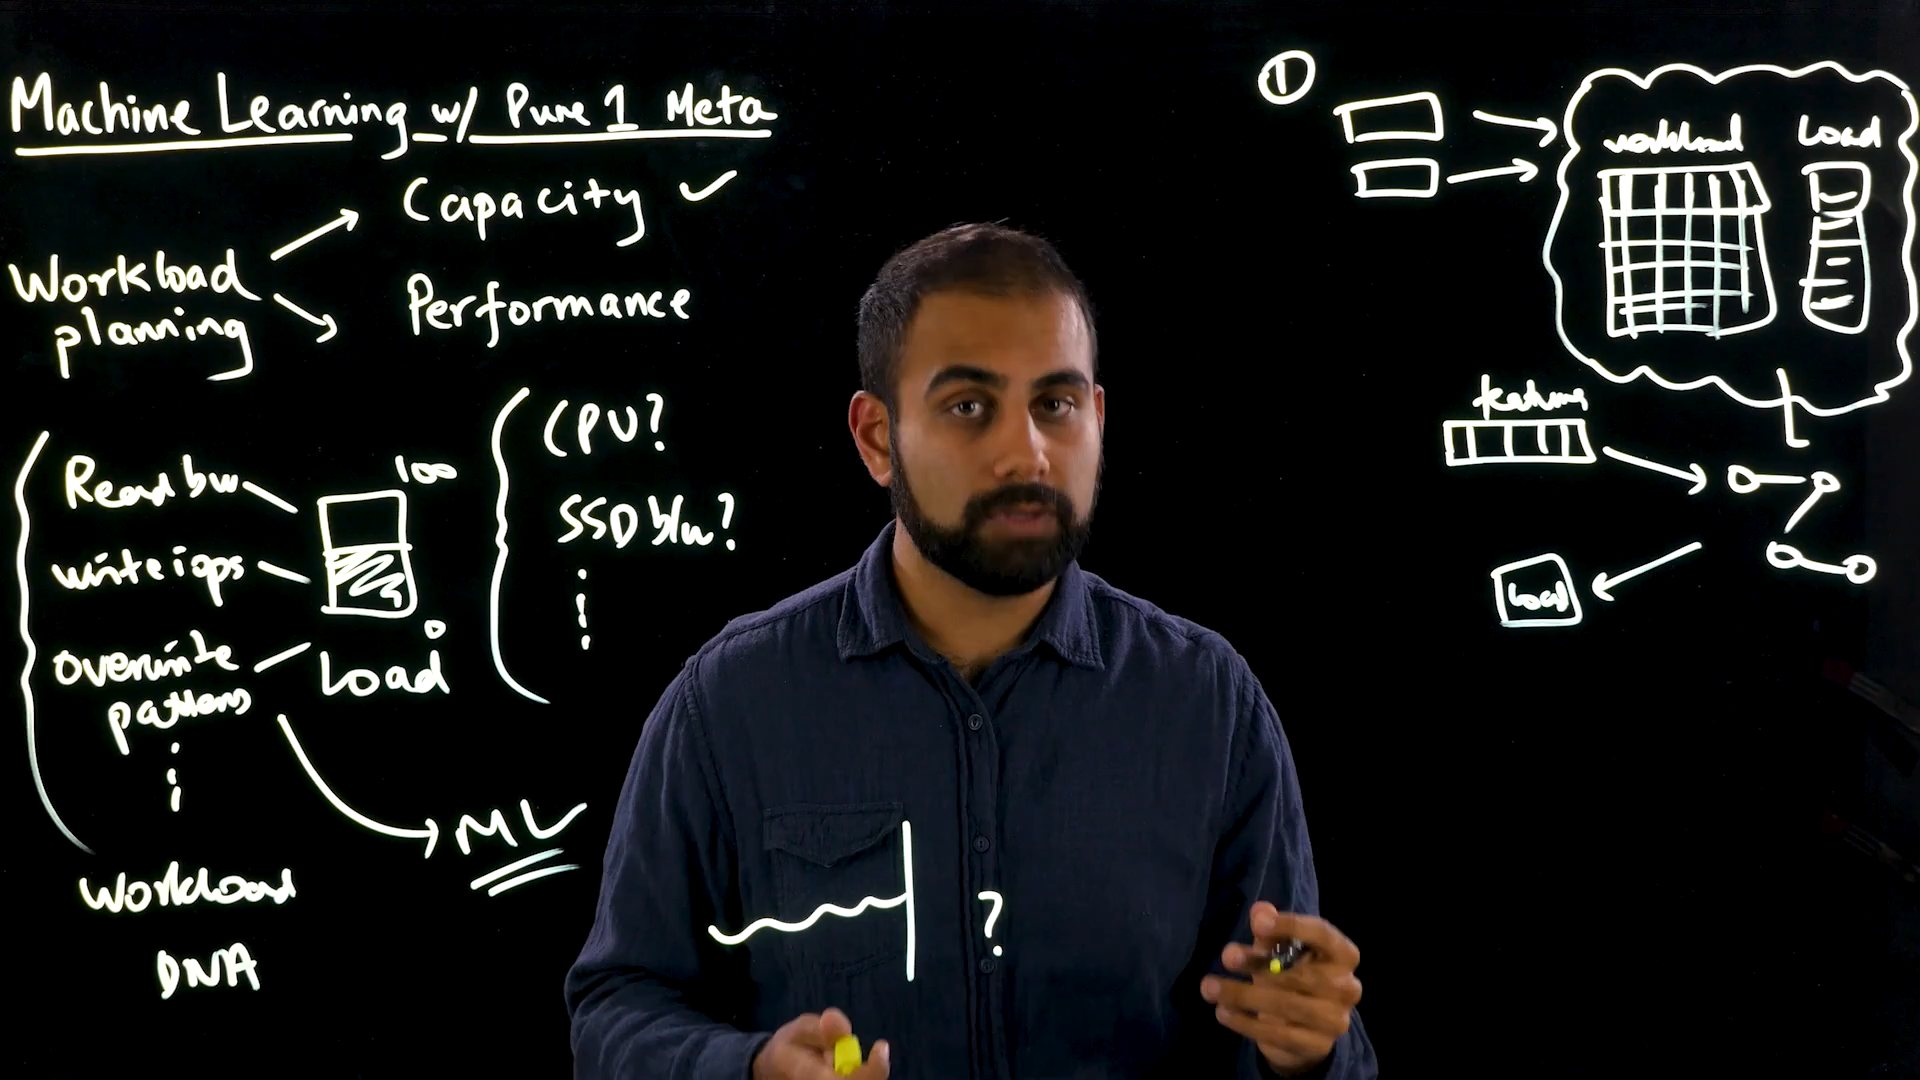 Machine Learning w/ Pure 1 Meta
Workload
planning
Capacity ✓
Performance
Read bw
write iops
overwrite
patterns
Workload
DNA
100
0
Load
ML
CPU?
SSD b/w?
?
1
workload
Load
features
load